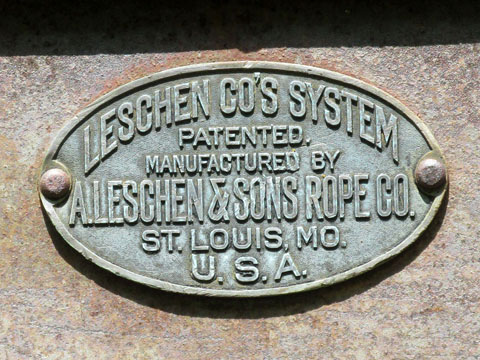 LESCHEN CO'S SYSTEM
PATENTED.
MANUFACTURED BY
A.LESCHEN & SONS ROPE CO.
ST. LOUIS, MO.
U.S.A.